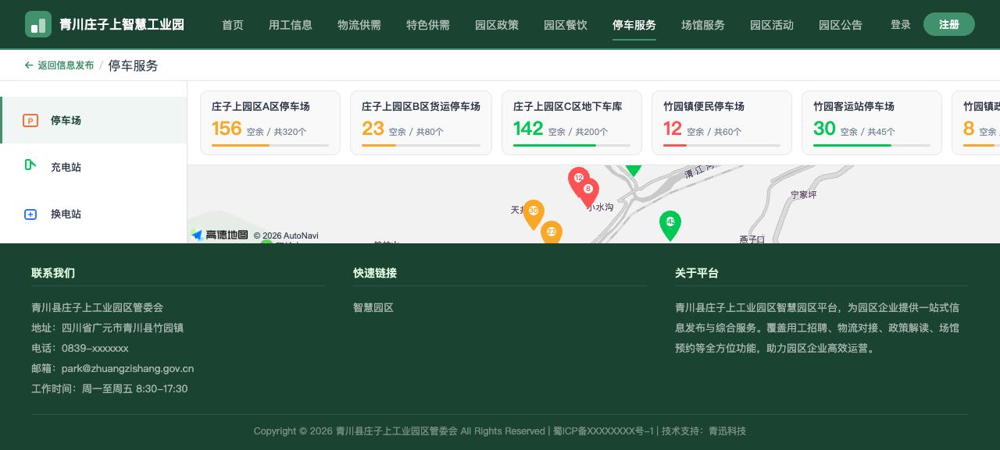 青川庄子上智慧工业园
首页 用工信息 物流供需 特色供需 园区政策 园区餐饮 停车服务 场馆服务 园区活动 园区公告 登录 注册
← 返回信息发布 / 停车服务
P 停车场
充电站
换电站
庄子上园区A区停车场
156 空余 / 共320个
庄子上园区B区货运停车场
23 空余 / 共80个
庄子上园区C区地下车库
142 空余 / 共200个
竹园镇便民停车场
12 空余 / 共60个
竹园客运站停车场
30 空余 / 共45个
竹园镇
8 空余
清江河
12
8
宁家坪
天
30
小水沟
142
23
燕子口
高德地图 © 2026 AutoNavi
联系我们
青川县庄子上工业园区管委会
地址：四川省广元市青川县竹园镇
电话：0839-xxxxxxx
邮箱：park@zhuangzishang.gov.cn
工作时间：周一至周五 8:30-17:30
快速链接
智慧园区
关于平台
青川县庄子上工业园区智慧园区平台，为园区企业提供一站式信
息发布与综合服务。覆盖用工招聘、物流对接、政策解读、场馆
预约等全方位功能，助力园区企业高效运营。
Copyright © 2026 青川县庄子上工业园区管委会 All Rights Reserved | 蜀ICP备XXXXXXXX号-1 | 技术支持：青迅科技